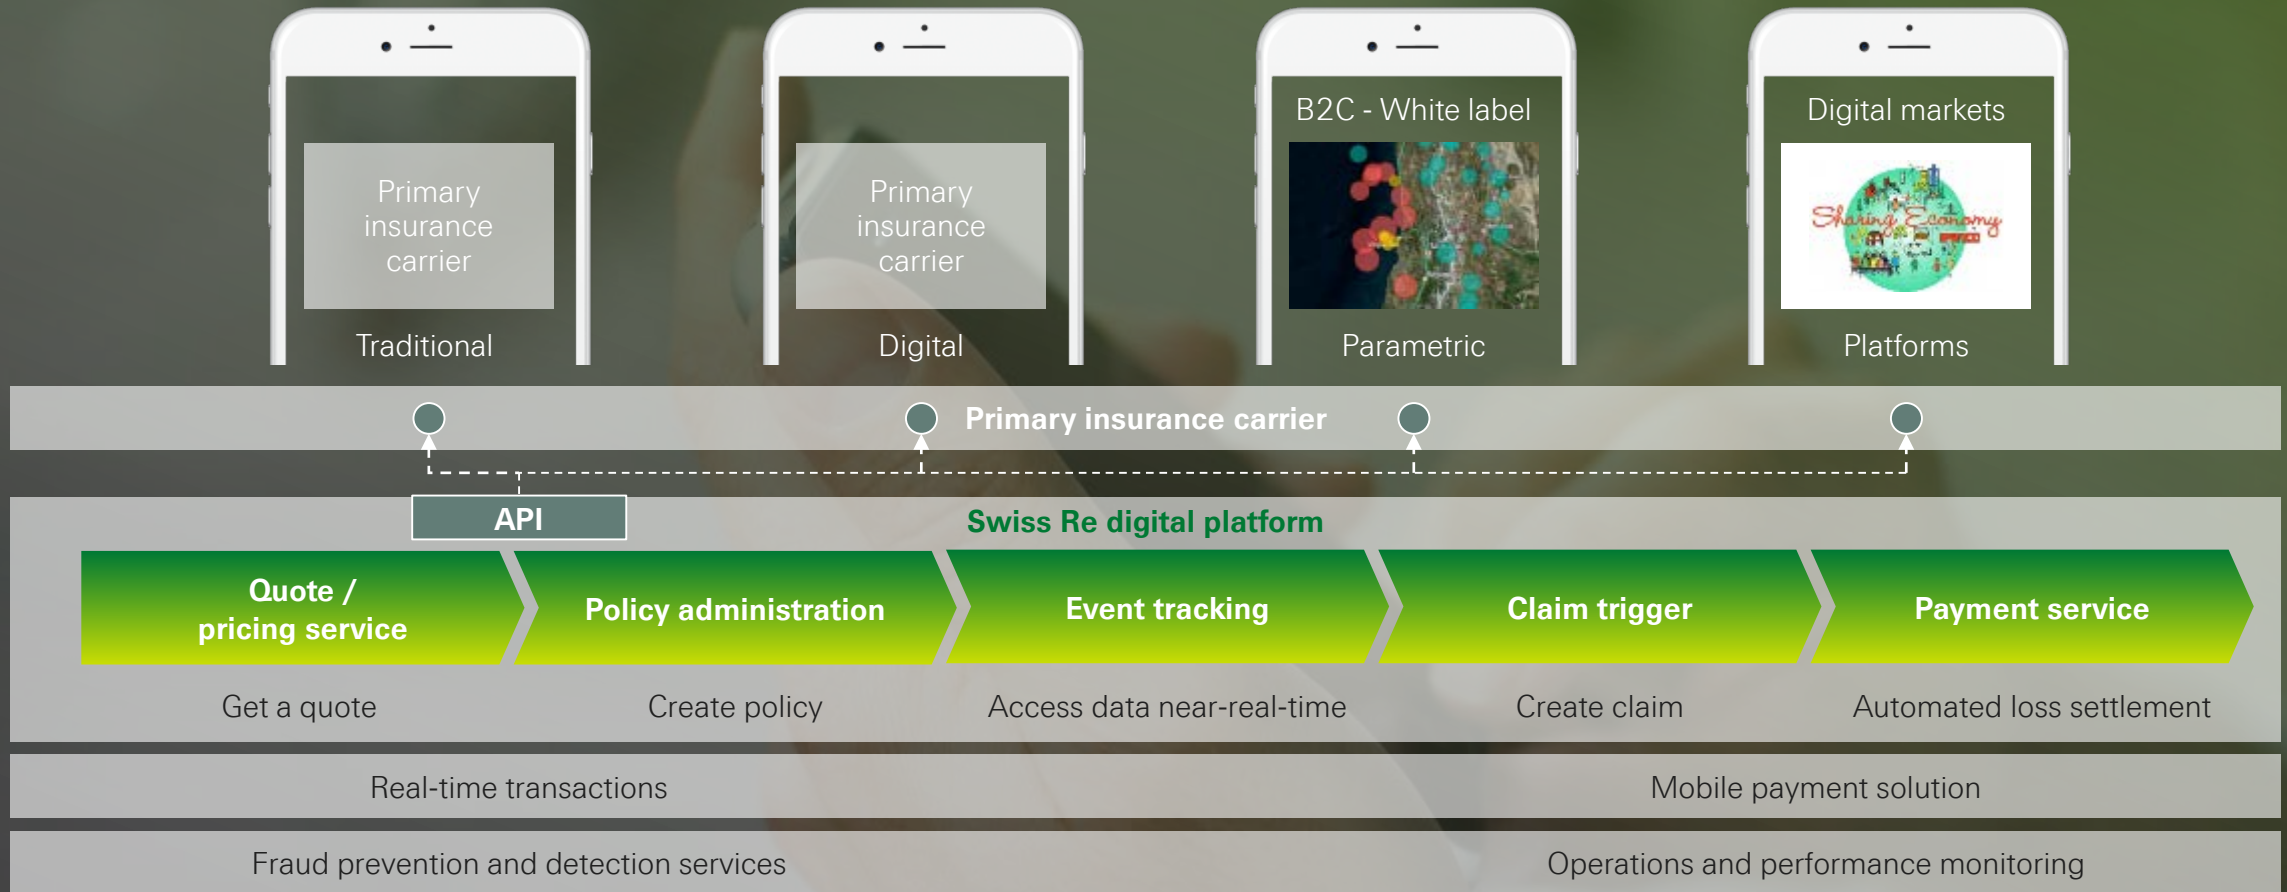 B2C - White label
Digital markets
Primary
insurance
carrier
Primary
insurance
carrier
Sharing Economy
Traditional
Digital
Parametric
Platforms
Primary insurance carrier
API
Swiss Re digital platform
Quote /
pricing service
Policy administration
Event tracking
Claim trigger
Payment service
Get a quote
Create policy
Access data near-real-time
Create claim
Automated loss settlement
Real-time transactions
Mobile payment solution
Fraud prevention and detection services
Operations and performance monitoring